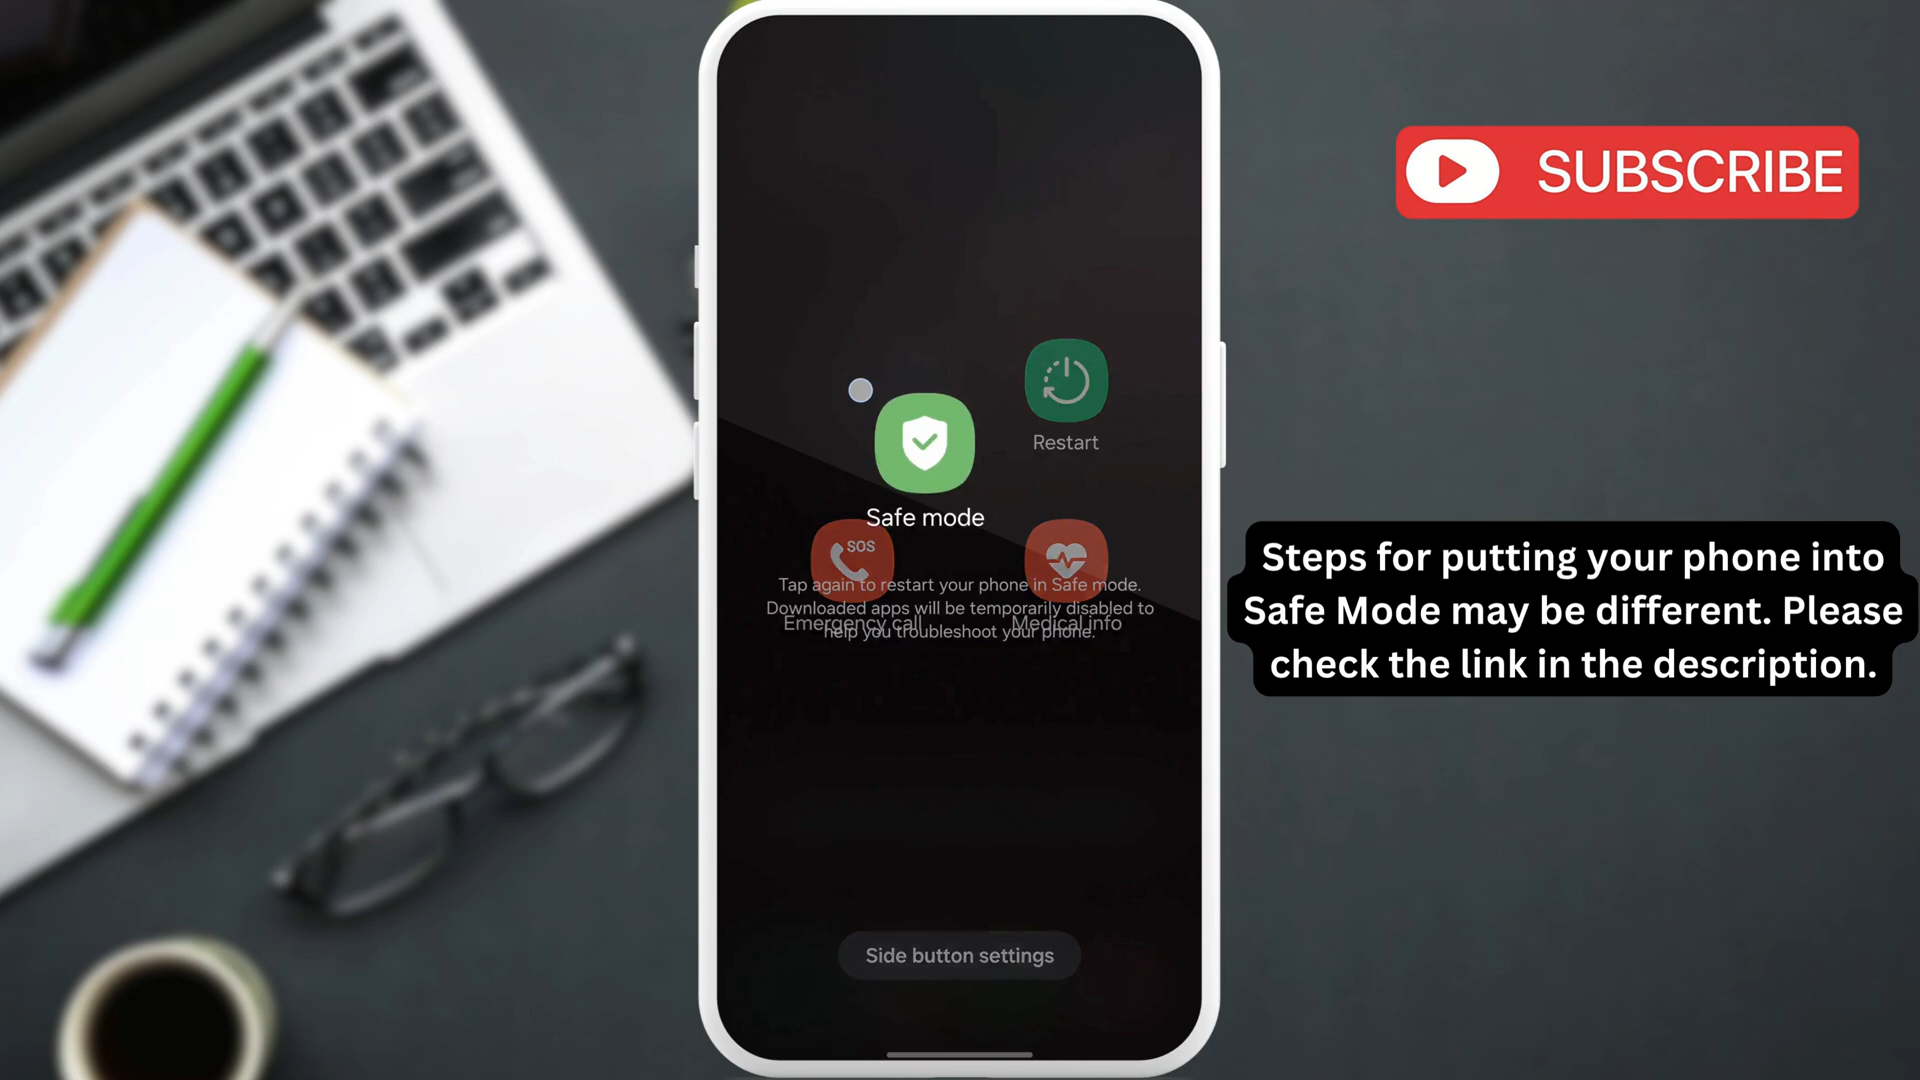 SUBSCRIBE
Restart
Safe mode
SOS
Tap again to restart your phone in Safe mode.
Downloaded apps will be temporarily disabled to
help you troubleshoot your phone.
Emergency call
Medical info
Side button settings
Steps for putting your phone into
Safe Mode may be different. Please
check the link in the description.